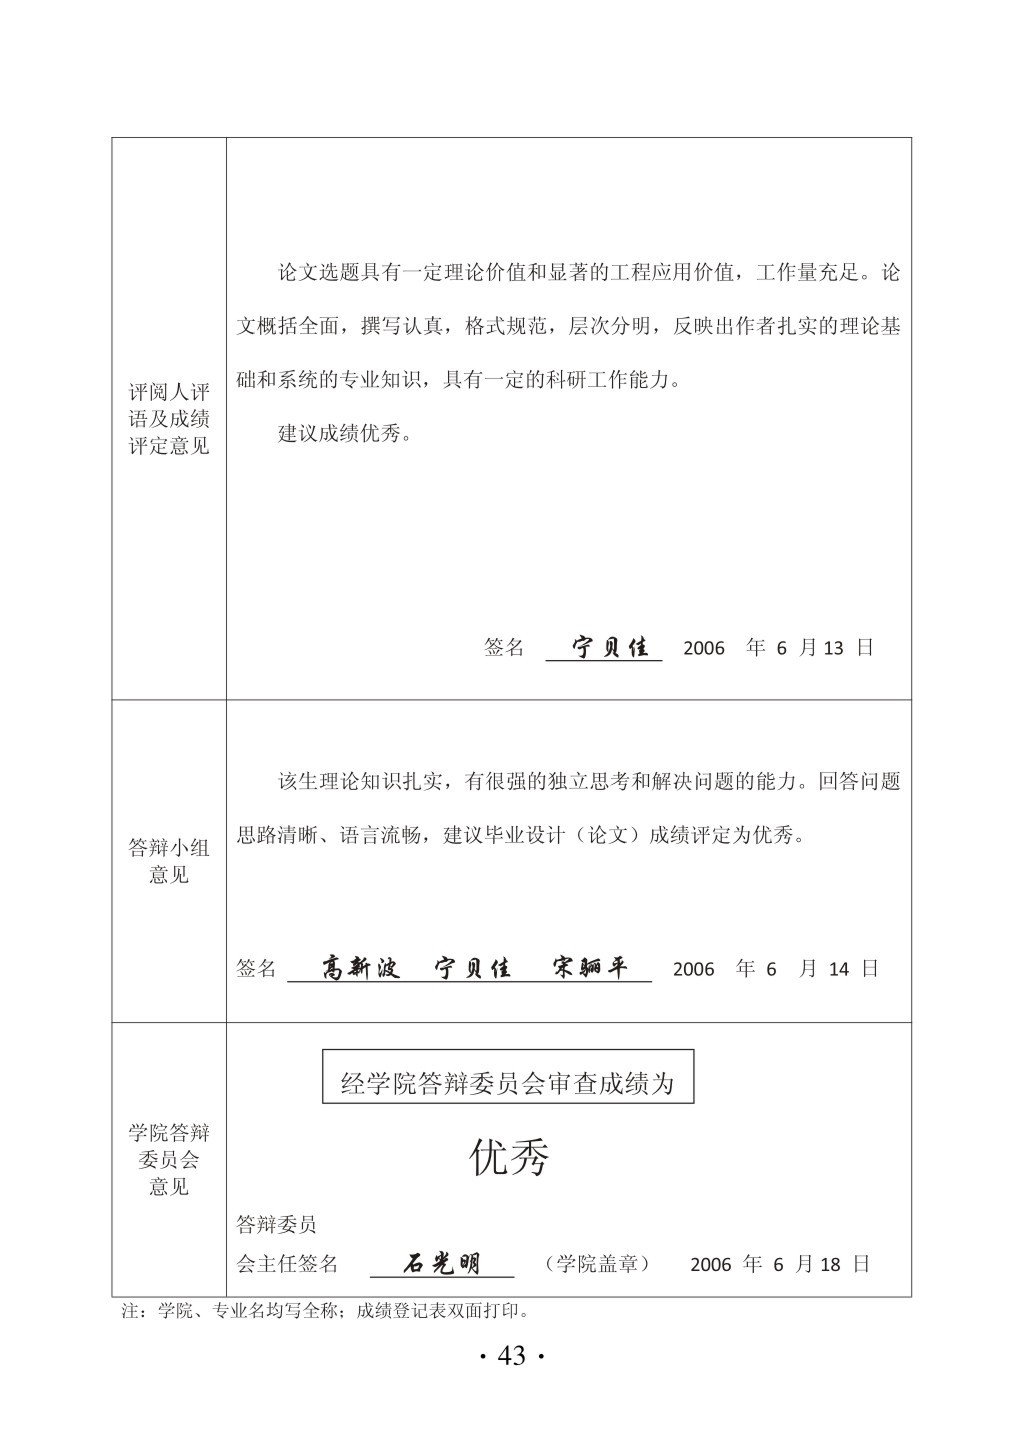 论文选题具有一定理论价值和显著的工程应用价值，工作量充足。论
文概括全面，撰写认真，格式规范，层次分明，反映出作者扎实的理论基
础和系统的专业知识，具有一定的科研工作能力。
建议成绩优秀。
评阅人评
语及成绩
评定意见
签名 宁贝佳 2006 年 6 月 13 日
该生理论知识扎实，有很强的独立思考和解决问题的能力。回答问题
思路清晰、语言流畅，建议毕业设计（论文）成绩评定为优秀。
答辩小组
意见
签名 高新波 宁贝佳 宋骊平 2006 年 6 月 14 日
经学院答辩委员会审查成绩为
优秀
学院答辩
委员会
意见
答辩委员
会主任签名 石光明 （学院盖章） 2006 年 6 月 18 日
注：学院、专业名均写全称；成绩登记表双面打印。
· 43 ·